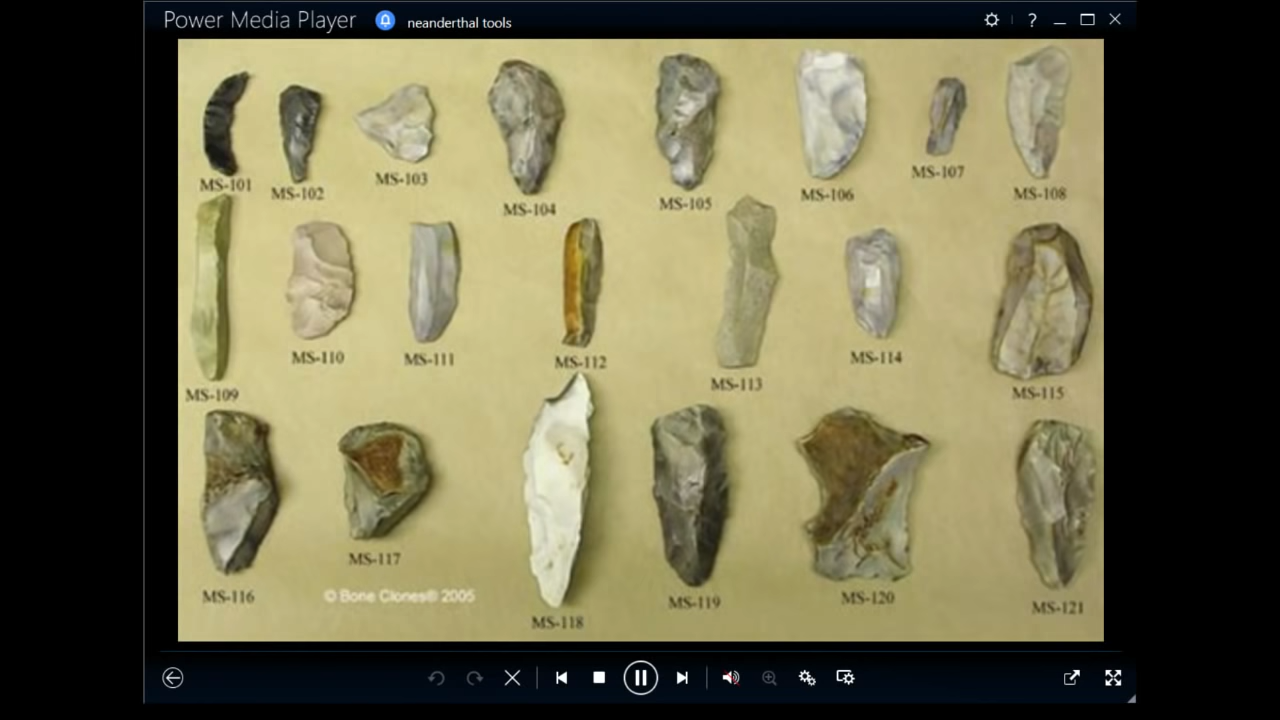 Power Media Player
neanderthal tools
MS-101
MS-102
MS-103
MS-104
MS-105
MS-106
MS-107
MS-108
MS-109
MS-110
MS-111
MS-112
MS-113
MS-114
MS-115
MS-116
MS-117
© Bone Clones® 2005
MS-118
MS-119
MS-120
MS-121